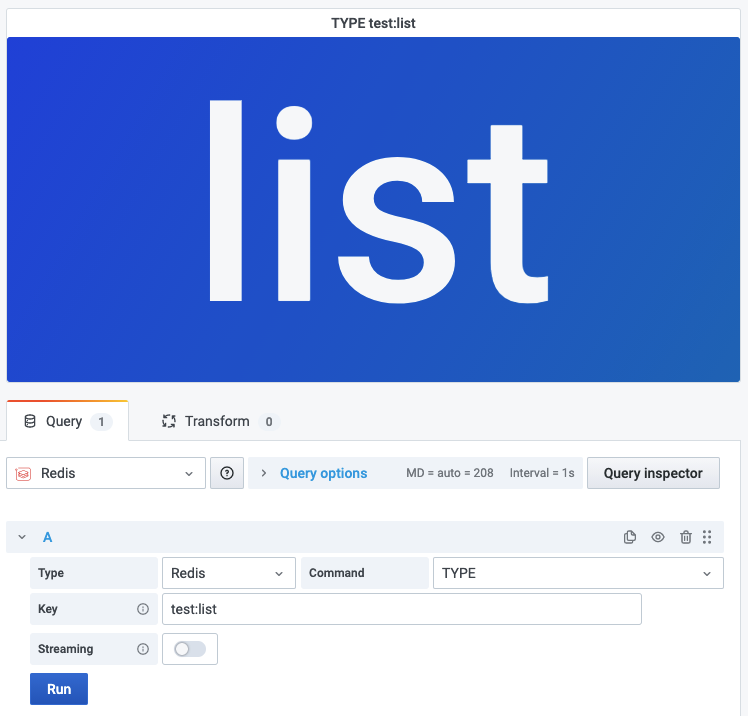 TYPE test:list
list
Query 1 Transform 0
Redis Query options MD = auto = 208 Interval = 1s Query inspector
A
Type Redis Command TYPE
Key test:list
Streaming
Run